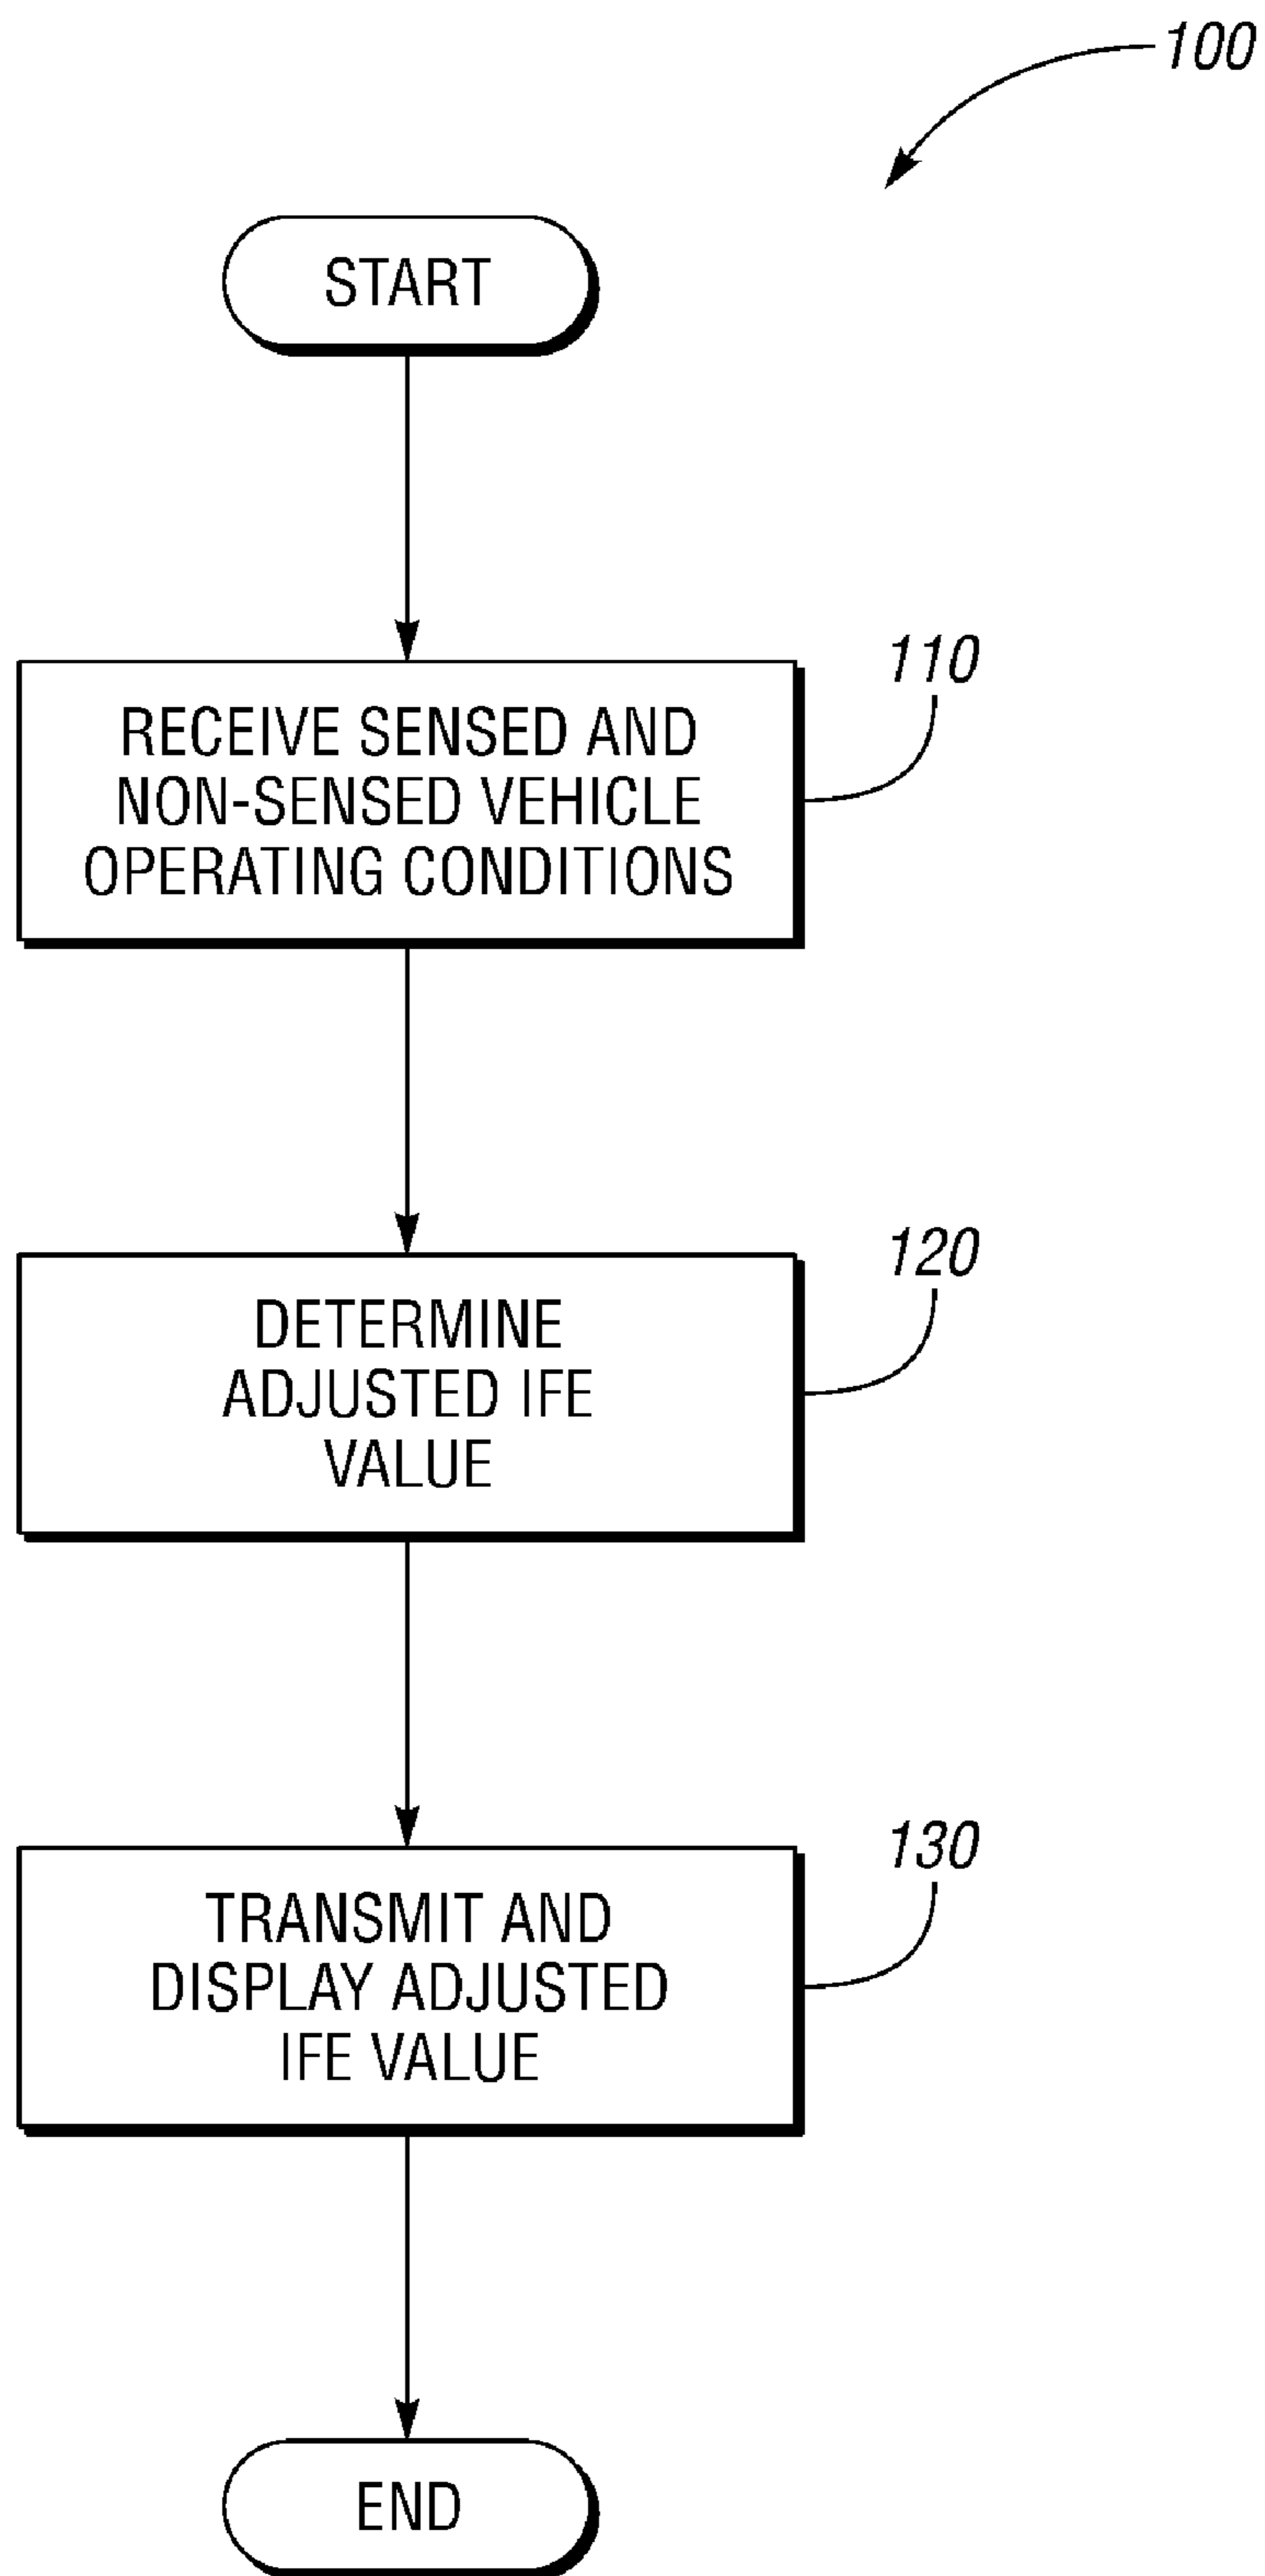 100
START
110
RECEIVE SENSED AND
NON-SENSED VEHICLE
OPERATING CONDITIONS
120
DETERMINE
ADJUSTED IFE
VALUE
130
TRANSMIT AND
DISPLAY ADJUSTED
IFE VALUE
END